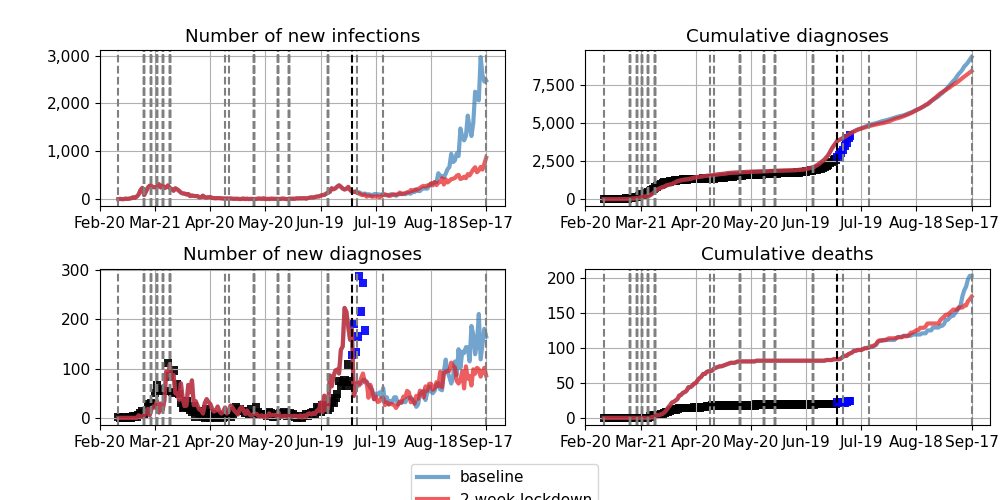 Number of new infections
3,000
2,000
1,000
0
Feb-20 Mar-21 Apr-20 May-20 Jun-19 Jul-19 Aug-18 Sep-17
Cumulative diagnoses
7,500
5,000
2,500
0
Feb-20 Mar-21 Apr-20 May-20 Jun-19 Jul-19 Aug-18 Sep-17
Number of new diagnoses
300
200
100
0
Feb-20 Mar-21 Apr-20 May-20 Jun-19 Jul-19 Aug-18 Sep-17
Cumulative deaths
200
150
100
50
0
Feb-20 Mar-21 Apr-20 May-20 Jun-19 Jul-19 Aug-18 Sep-17
baseline
2 week lockdown